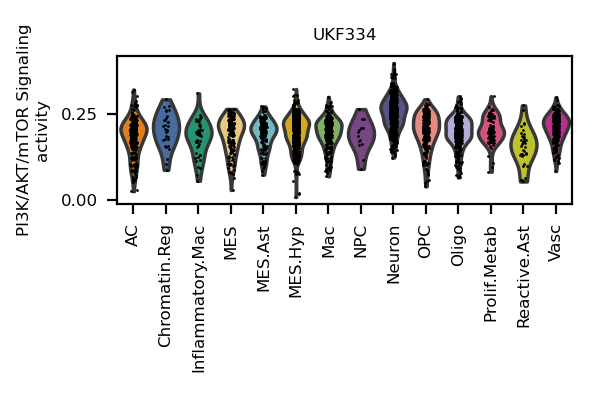 UKF334
PI3K/AKT/mTOR Signaling
activity
0.25
0.00
AC
Chromatin.Reg
Inflammatory.Mac
MES
MES.Ast
MES.Hyp
Mac
NPC
Neuron
OPC
Oligo
Prolif.Metab
Reactive.Ast
Vasc